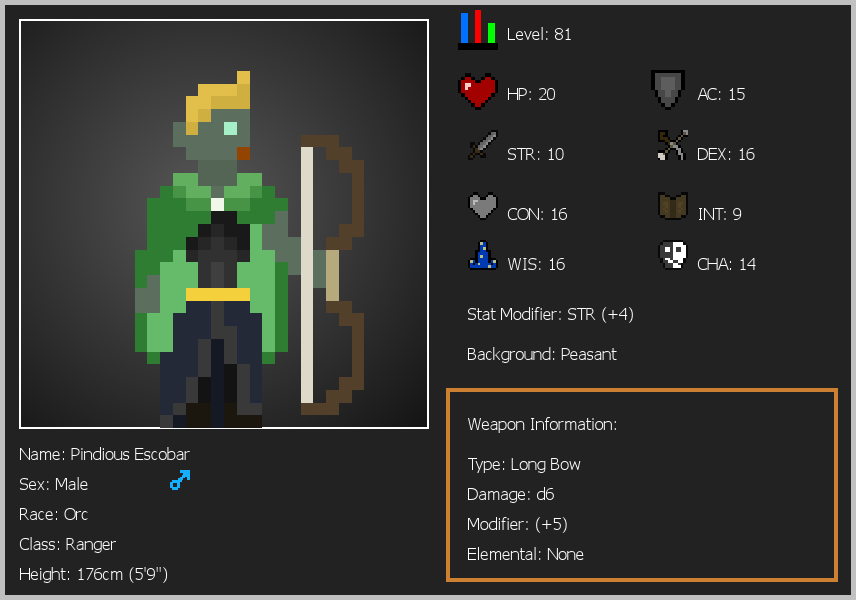 Level: 81
HP: 20
AC: 15
STR: 10
DEX: 16
CON: 16
INT: 9
WIS: 16
CHA: 14
Stat Modifier: STR (+4)
Background: Peasant
Weapon Information:
Type: Long Bow
Damage: d6
Modifier: (+5)
Elemental: None
Name: Pindious Escobar
Sex: Male
Race: Orc
Class: Ranger
Height: 176cm (5'9")